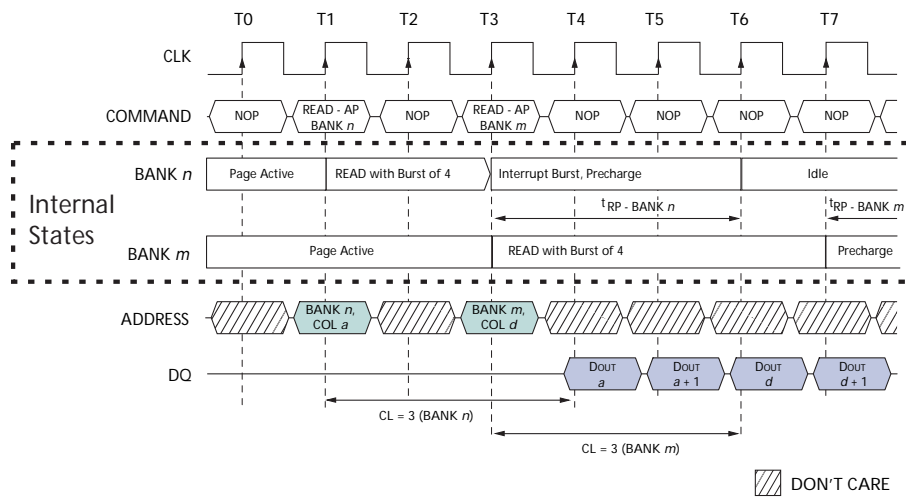 T0 T1 T2 T3 T4 T5 T6 T7
CLK
COMMAND NOP READ - AP BANK n NOP READ - AP BANK m NOP NOP NOP NOP
Internal States
BANK n Page Active READ with Burst of 4 Interrupt Burst, Precharge Idle
tRP - BANK n tRP - BANK m
BANK m Page Active READ with Burst of 4 Precharge
ADDRESS BANK n, COL a BANK m, COL d
DQ DOUT a DOUT a + 1 DOUT d DOUT d + 1
CL = 3 (BANK n)
CL = 3 (BANK m)
DON'T CARE